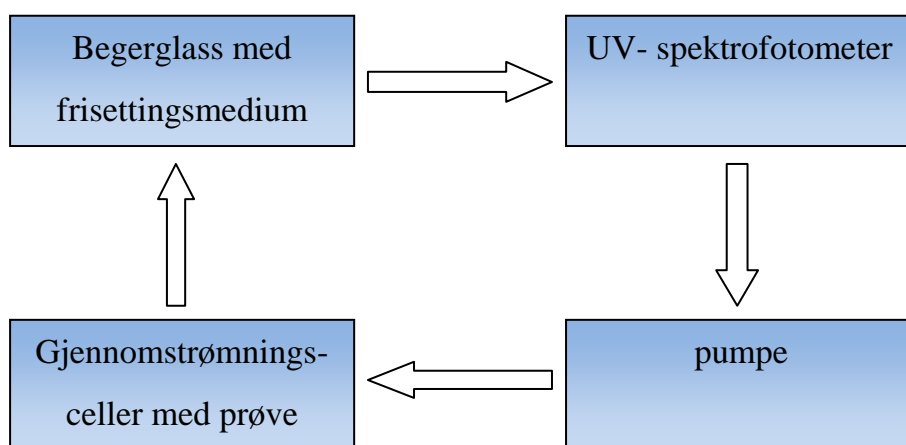 Begerglass med
frisettingsmedium
UV- spektrofotometer
Gjennomstrømnings-
celler med prøve
pumpe